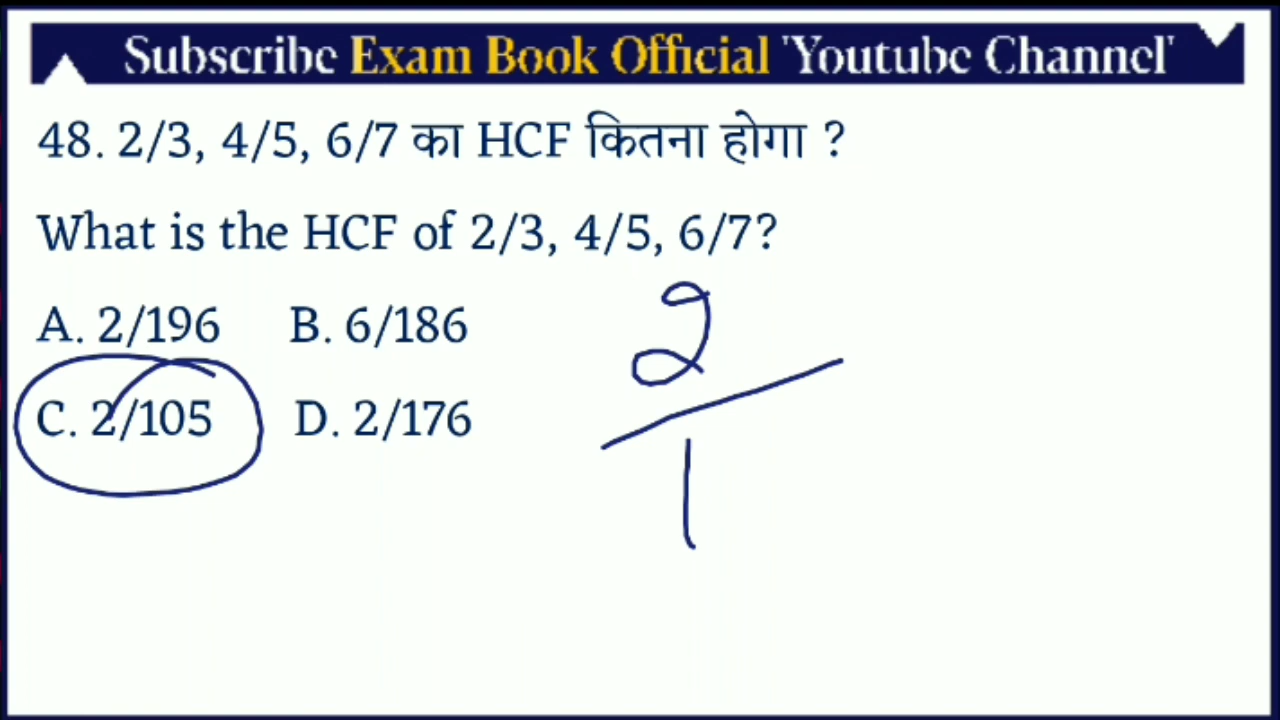 Subscribe Exam Book Official 'Youtube Channel'
48. 2/3, 4/5, 6/7 का HCF कितना होगा ?
What is the HCF of 2/3, 4/5, 6/7?
A. 2/196 B. 6/186
C. 2/105 D. 2/176
2
1